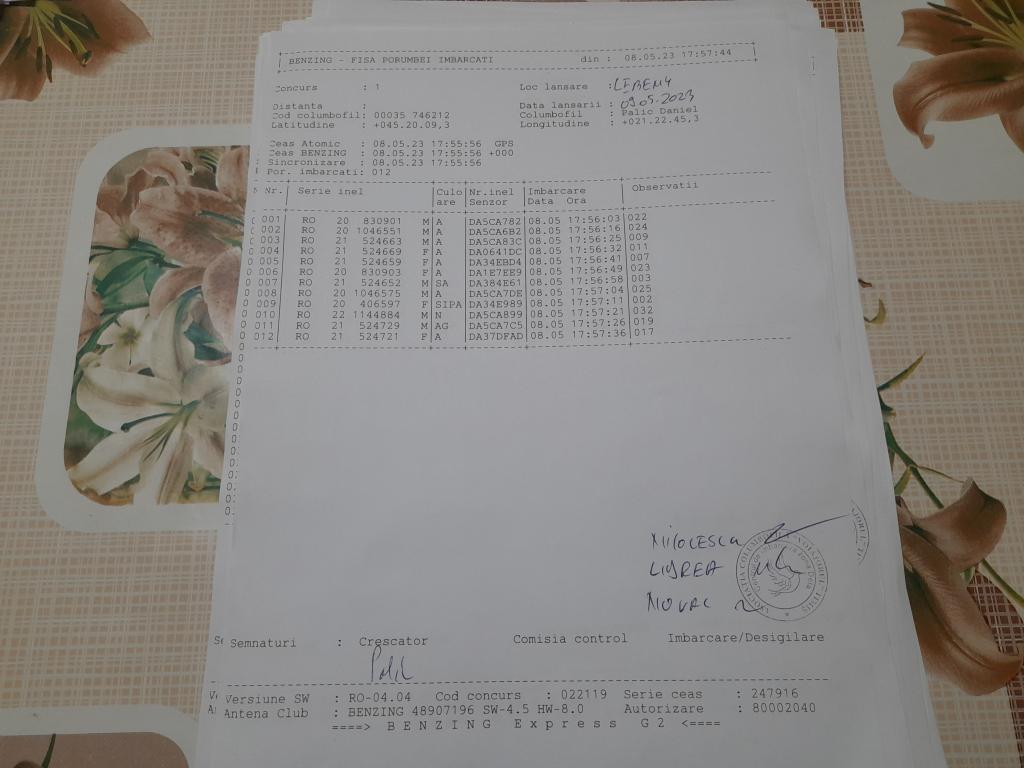 BENZING - FISA PORUMBEI IMBARCATI din : 08.05.23 17:57:44
Concurs : 1 Loc lansare :
Distanta : Data lansarii : 09.05.2023
Cod columbofil: 00035 746212 Columbofil : Palic Daniel
Latitudine : +045.20.09,3 Longitudine : +021.22.45,3
Ceas Atomic : 08.05.23 17:55:56 GPS
Ceas BENZING : 08.05.23 17:55:56 +000
Sincronizare : 08.05.23 17:55:56
Por. imbarcati: 012
Nr. Serie inel Culo Nr.inel Imbarcare Observatii
are Senzor Data Ora
001 RO 20 830901 M A DA5CA782 08.05 17:56:03 022
002 RO 20 1046551 M A DA5CA6B2 08.05 17:56:16 024
003 RO 21 524663 M A DA5CA83C 08.05 17:56:25 009
004 RO 21 524669 F A DA0641DC 08.05 17:56:32 011
005 RO 21 524659 F A DA34EBD4 08.05 17:56:41 007
006 RO 20 830903 F A DA1E7EE9 08.05 17:56:49 023
007 RO 21 524652 M SA DA384E61 08.05 17:56:58 003
008 RO 20 1046575 M A DA5CA7DE 08.05 17:57:04 025
009 RO 20 406597 F SIPA DA34E989 08.05 17:57:11 002
010 RO 22 1144884 M N DA5CA899 08.05 17:57:21 032
011 RO 21 524729 M AG DA5CA7C5 08.05 17:57:26 019
012 RO 21 524721 F A DA37DFAD 08.05 17:57:36 017
Semnaturi : Crescator Comisia control Imbarcare/Desigilare
Versiune SW : RO-04.04 Cod concurs : 022119 Serie ceas : 247916
Antena Club : BENZING 48907196 SW-4.5 HW-8.0 Autorizare : 80002040
====> B E N Z I N G E x p r e s s G 2 <====